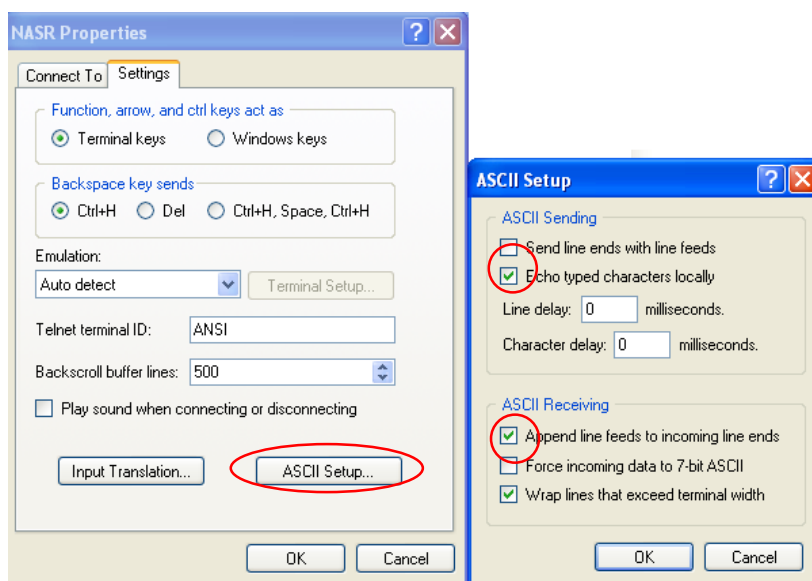 NASR Properties
Connect To Settings
Function, arrow, and ctrl keys act as
Terminal keys Windows keys
Backspace key sends
Ctrl+H Del Ctrl+H, Space, Ctrl+H
Emulation:
Auto detect Terminal Setup...
Telnet terminal ID: ANSI
Backscroll buffer lines: 500
Play sound when connecting or disconnecting
Input Translation... ASCII Setup...
OK Cancel
ASCII Setup
ASCII Sending
Send line ends with line feeds
Echo typed characters locally
Line delay: 0 milliseconds.
Character delay: 0 milliseconds.
ASCII Receiving
Append line feeds to incoming line ends
Force incoming data to 7-bit ASCII
Wrap lines that exceed terminal width
OK Cancel